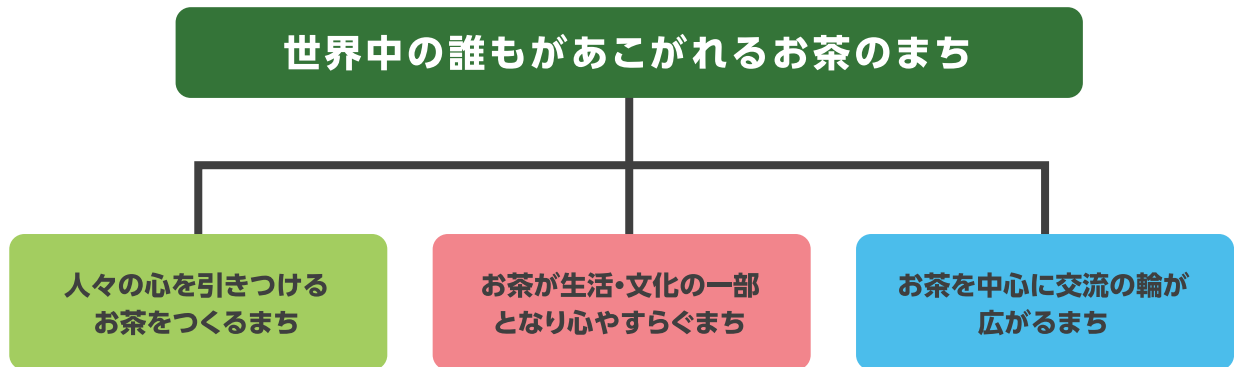 世界中の誰もがあこがれるお茶のまち
人々の心を引きつける
お茶をつくるまち
お茶が生活・文化の一部
となり心やすらぐまち
お茶を中心に交流の輪が
広がるまち